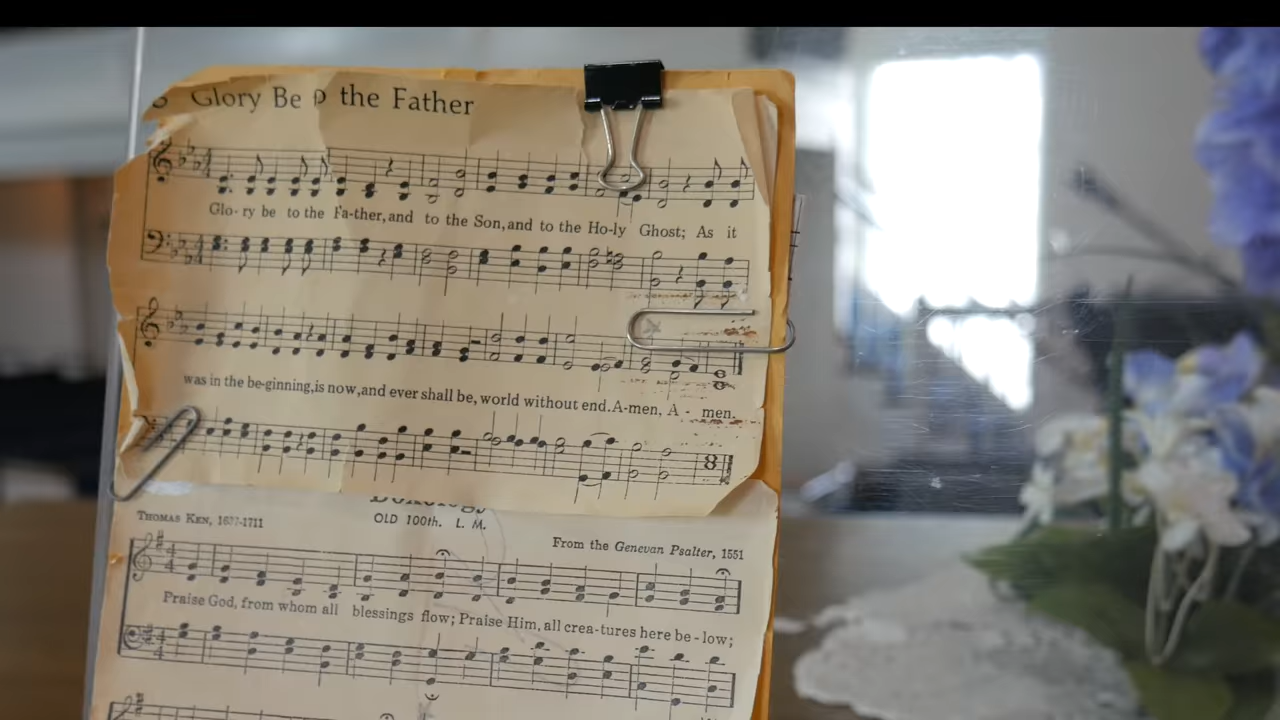 Glory Be o the Father
Glo-ry be to the Fa-ther, and to the Son, and to the Ho-ly Ghost; As it
was in the be-ginning, is now, and ever shall be, world without end. A-men, A - men.
Doxology
THOMAS KEN, 1637-1711
OLD 100th. L. M.
From the Genevan Psalter, 1551
Praise God, from whom all blessings flow; Praise Him, all crea-tures here be-low;